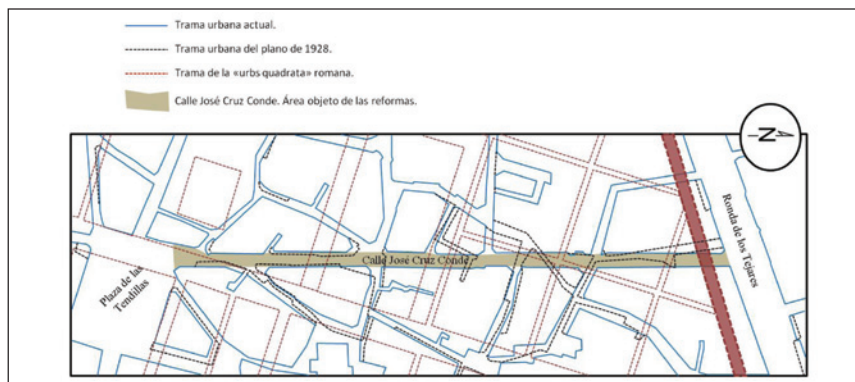 Trama urbana actual.
Trama urbana del plano de 1928.
Trama de la «urbs quadrata» romana.
Calle José Cruz Conde. Área objeto de las reformas.
N
Plaza de las
Tendillas
Calle José Cruz Conde
Ronda de los Tejares